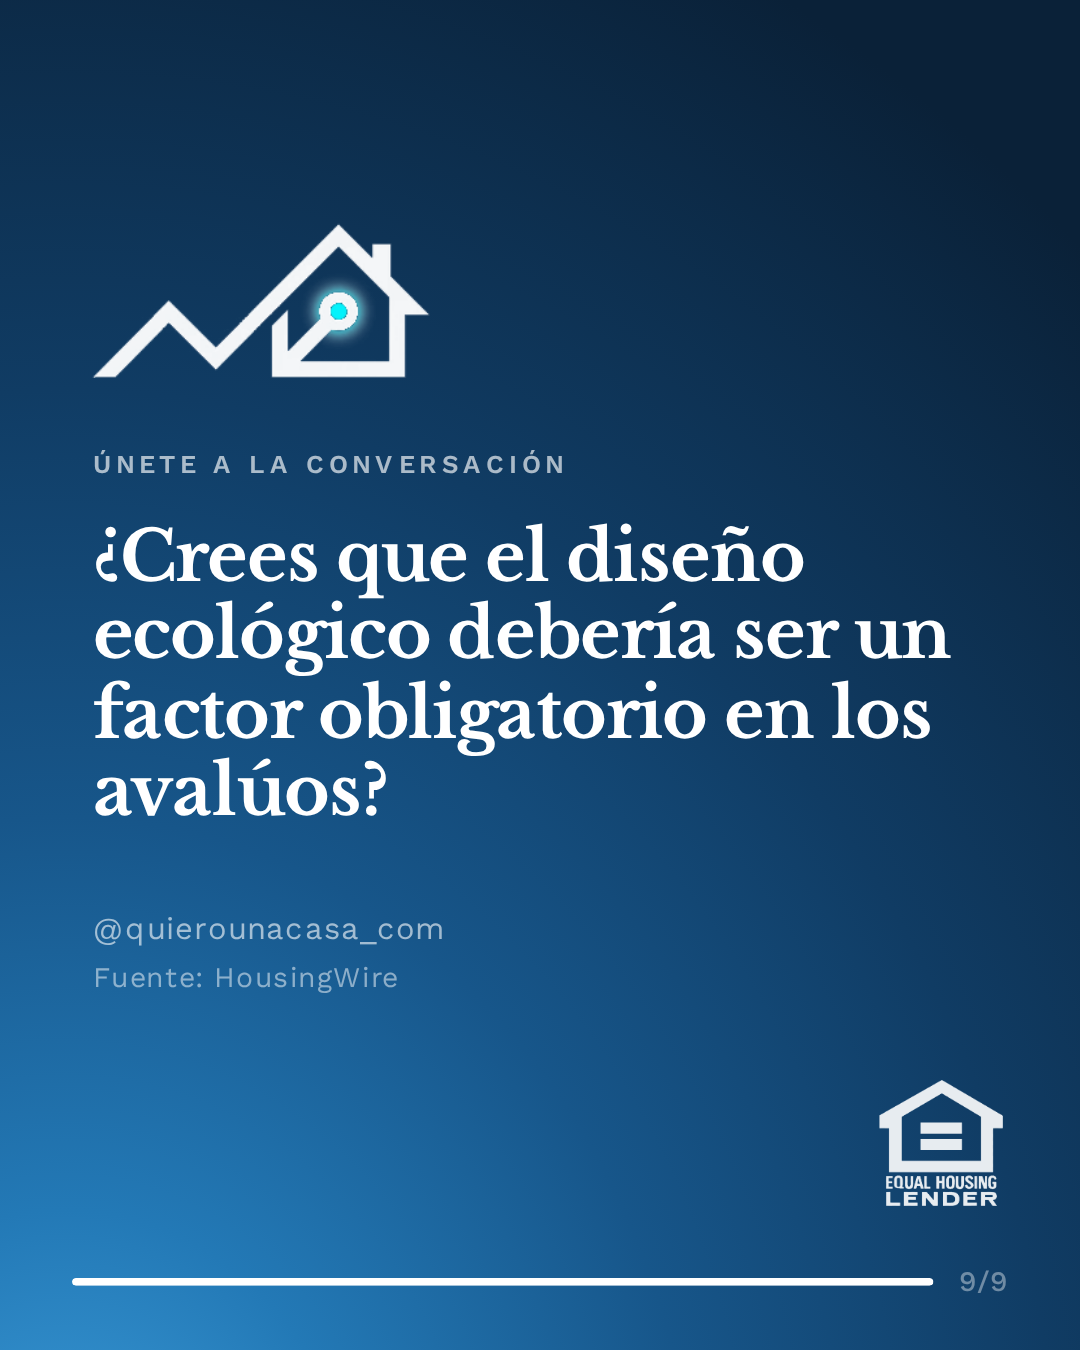 ÚNETE A LA CONVERSACIÓN
¿Crees que el diseño
ecológico debería ser un
factor obligatorio en los
avalúos?
@quierounacasa_com
Fuente: HousingWire
EQUAL HOUSING
LENDER
9/9